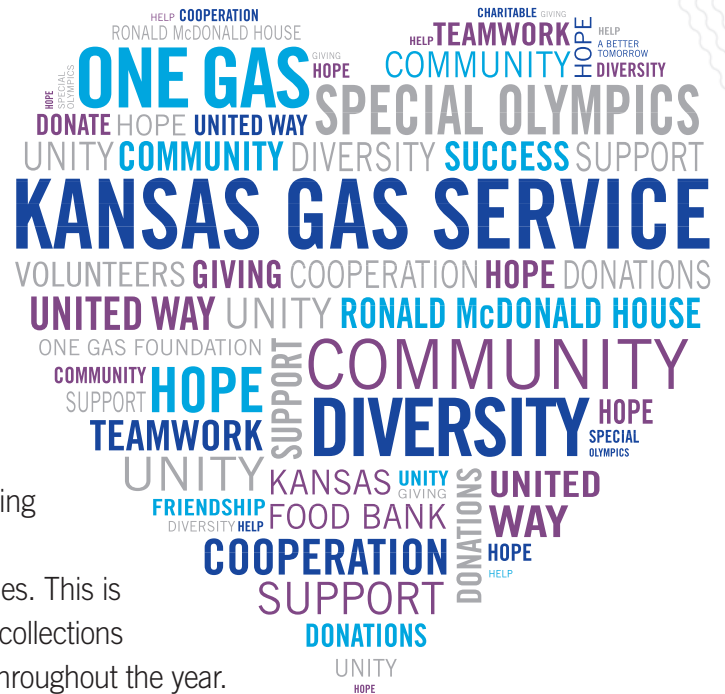 HELP COOPERATION
RONALD McDONALD HOUSE
HOPE
SPECIAL
OLYMPICS
ONE GAS
GIVING
HOPE
CHARITABLE GIVING
HELP TEAMWORK
HOPE
HELP
A BETTER
TOMORROW
COMMUNITY
DIVERSITY
DONATE HOPE UNITED WAY SPECIAL OLYMPICS
UNITY COMMUNITY DIVERSITY SUCCESS SUPPORT
KANSAS GAS SERVICE
VOLUNTEERS GIVING COOPERATION HOPE DONATIONS
UNITED WAY UNITY RONALD McDONALD HOUSE
ONE GAS FOUNDATION
SUPPORT
COMMUNITY
COMMUNITY
SUPPORT
HOPE
TEAMWORK
DIVERSITY
HOPE
SPECIAL
OLYMPICS
UNITY
KANSAS
FOOD BANK
UNITY
GIVING
FRIENDSHIP
DIVERSITY HELP
DONATIONS
UNITED
WAY
COOPERATION
HOPE
HELP
SUPPORT
DONATIONS
UNITY
HOPE
ing
es. This is
collections
hroughout the year.